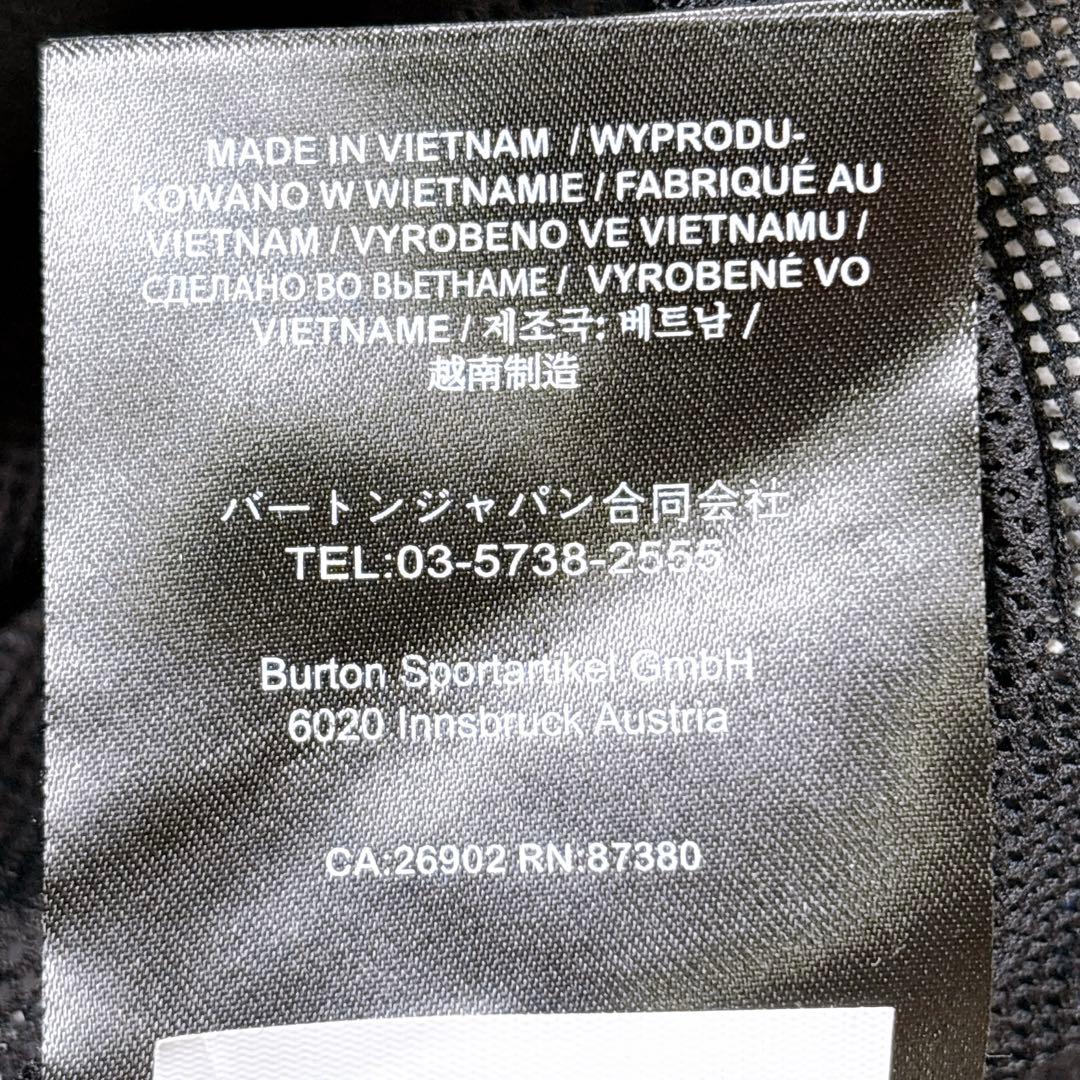 MADE IN VIETNAM / WYPRODU-
KOWANO W WIETNAMIE / FABRIQUÉ AU
VIETNAM / VYROBENO VE VIETNAMU /
СДЕЛАНО ВО ВЬЕТНАМЕ / VYROBENÉ VO
VIETNAME / 제조국: 베트남 /
越南制造
バートンジャパン合同会社
TEL:03-5738-2555
Burton Sportartikel GmbH
6020 Innsbruck Austria
CA:26902 RN:87380